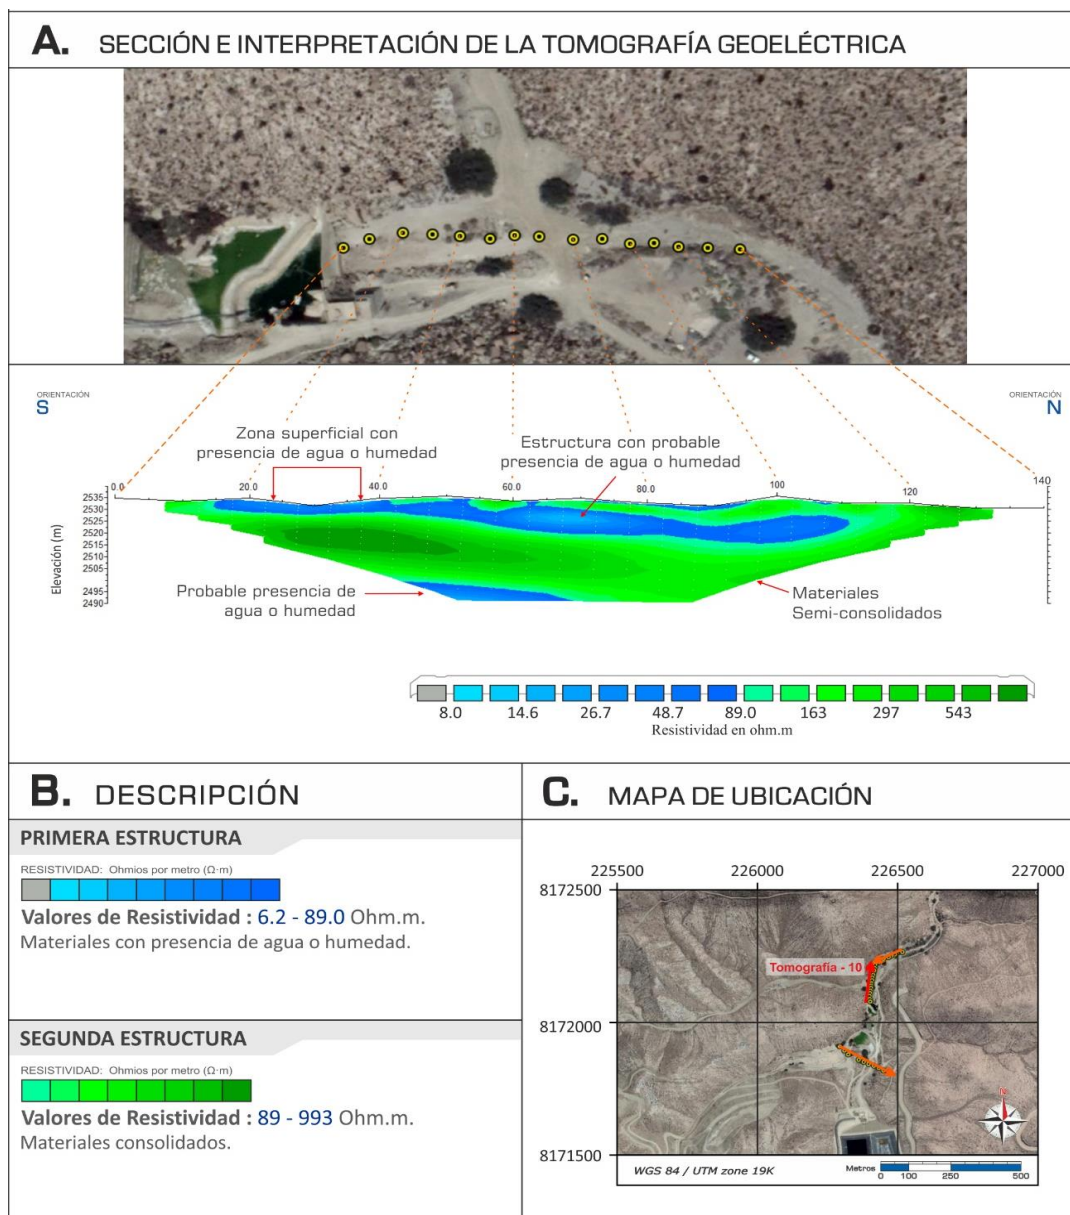 A. SECCIÓN E INTERPRETACIÓN DE LA TOMOGRAFÍA GEOELÉCTRICA
ORIENTACIÓN
S
ORIENTACIÓN
N
Zona superficial con
presencia de agua o humedad
Estructura con probable
presencia de agua o humedad
0.0 20.0 40.0 60.0 80.0 100 120 140
Elevación (m)
2535
2530
2525
2520
2515
2510
2505
2495
2490
Probable presencia de
agua o humedad
Materiales
Semi-consolidados
8.0 14.6 26.7 48.7 89.0 163 297 543
Resistividad en ohm.m
B. DESCRIPCIÓN
PRIMERA ESTRUCTURA
RESISTIVIDAD: Ohmios por metro (Ω·m)
Valores de Resistividad : 6.2 - 89.0 Ohm.m.
Materiales con presencia de agua o humedad.
SEGUNDA ESTRUCTURA
RESISTIVIDAD: Ohmios por metro (Ω·m)
Valores de Resistividad : 89 - 993 Ohm.m.
Materiales consolidados.
C. MAPA DE UBICACIÓN
225500 226000 226500 227000
8172500
8172000
8171500
Tomografía - 10
N
WGS 84 / UTM zone 19K
Metros
0 100 250 500